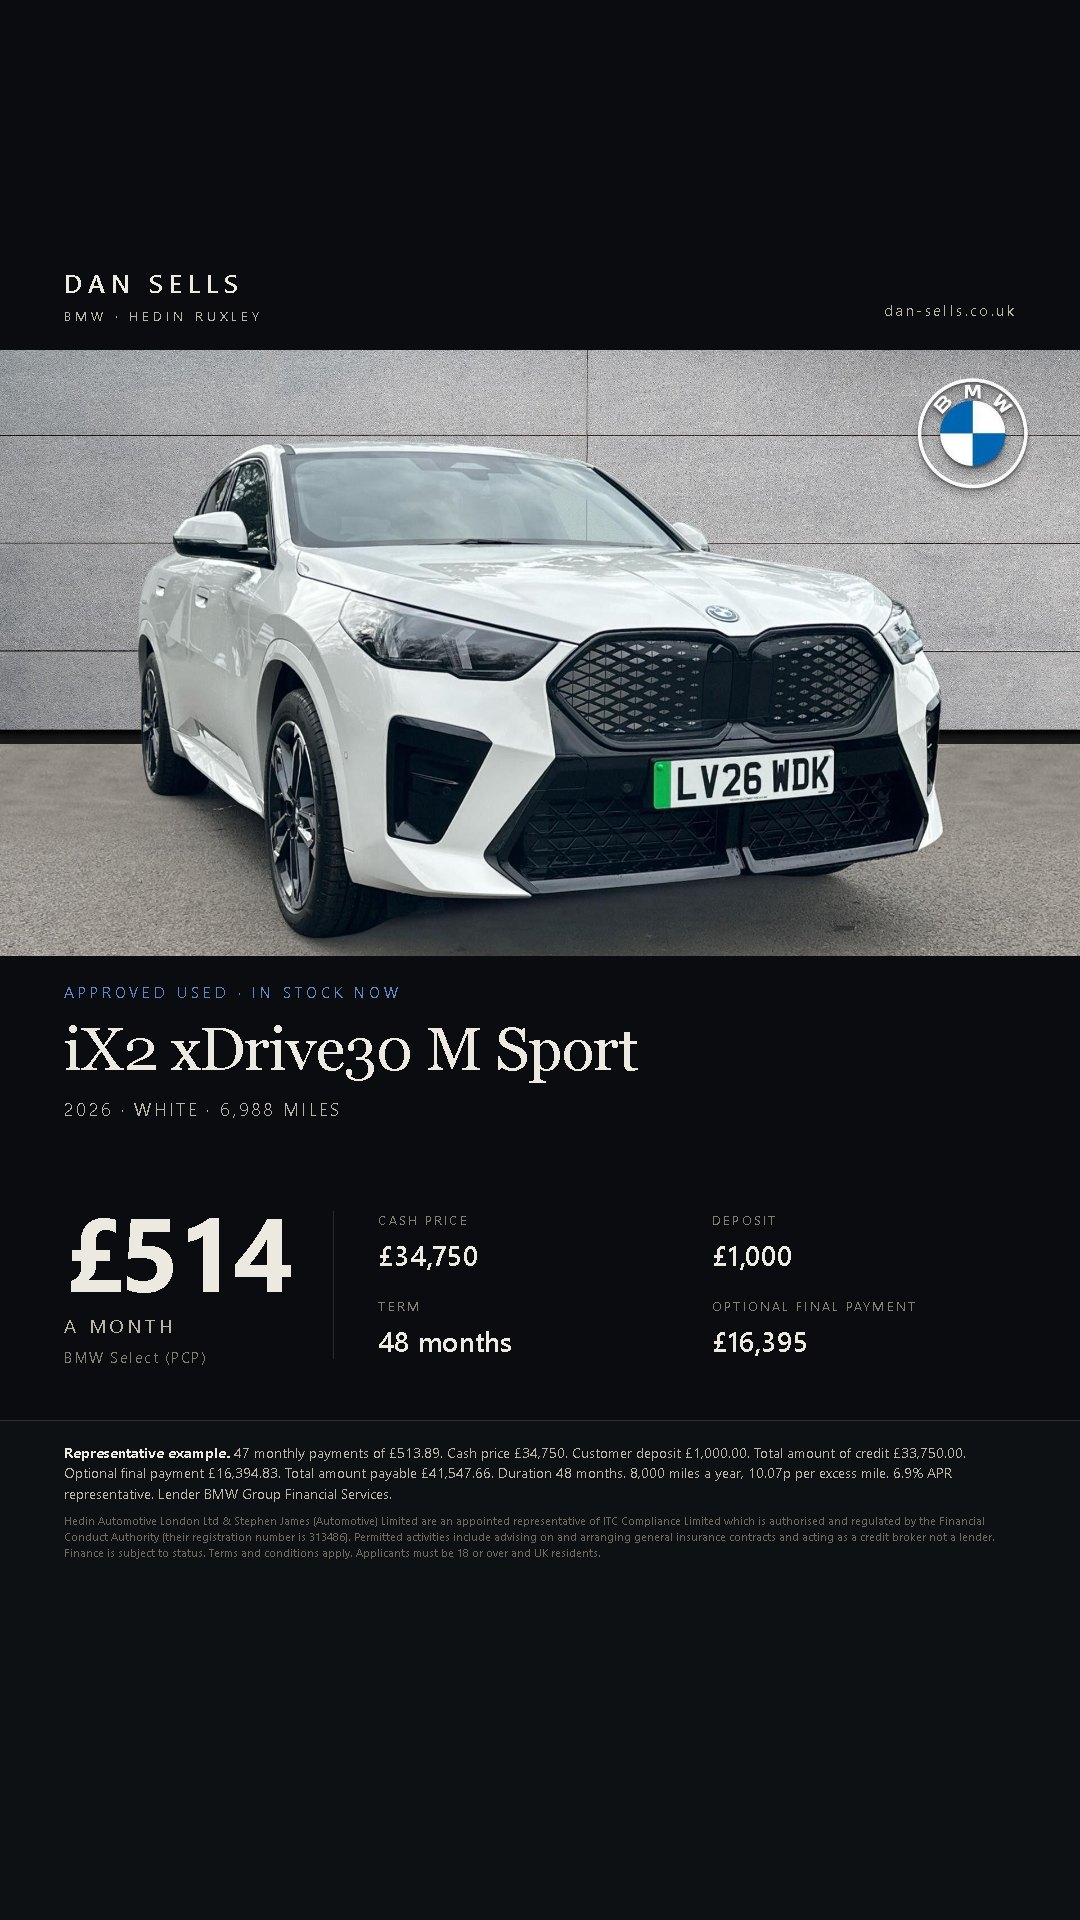 DAN SELLS
BMW · HEDIN RUXLEY
dan-sells.co.uk
BMW
LV26 WDK
APPROVED USED · IN STOCK NOW
iX2 xDrive30 M Sport
2026 · WHITE · 6,988 MILES
£514
A MONTH
BMW Select (PCP)
CASH PRICE
£34,750
DEPOSIT
£1,000
TERM
48 months
OPTIONAL FINAL PAYMENT
£16,395
Representative example. 47 monthly payments of £513.89. Cash price £34,750. Customer deposit £1,000.00. Total amount of credit £33,750.00.
Optional final payment £16,394.83. Total amount payable £41,547.66. Duration 48 months. 8,000 miles a year, 10.07p per excess mile. 6.9% APR
representative. Lender BMW Group Financial Services.
Hedin Automotive London Ltd & Stephen James (Automotive) Limited are an appointed representative of ITC Compliance Limited which is authorised and regulated by the Financial
Conduct Authority (their registration number is 313486). Permitted activities include advising on and arranging general insurance contracts and acting as a credit broker not a lender.
Finance is subject to status. Terms and conditions apply. Applicants must be 18 or over and UK residents.